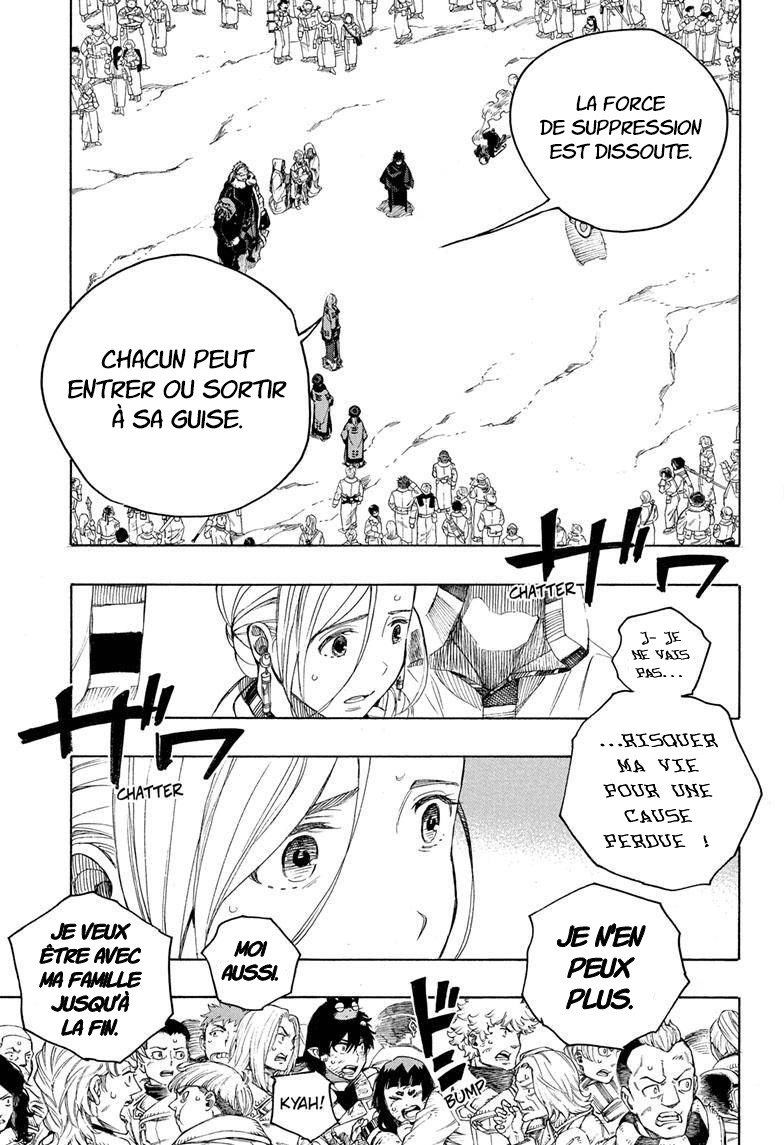 LA FORCE
DE SUPPRESSION
EST DISSOUTE.
CHACUN PEUT
ENTRER OU SORTIR
À SA GUISE.
ザワ
CHATTER
J- JE
NE VAIS
PAS...
...RISQUER
MA VIE
POUR UNE
CAUSE
PERDUE !
ザワ
CHATTER
JE N'EN
PEUX
PLUS.
MOI
AUSSI.
JE VEUX
ÊTRE AVEC
MA FAMILLE
JUSQU'À
LA FIN.
ドン
BUMP
KYAH!